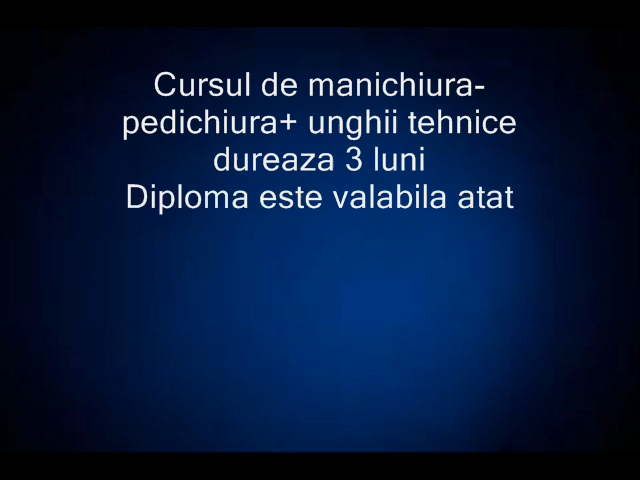 Cursul de manichiura-
pedichiura+ unghii tehnice
dureaza 3 luni
Diploma este valabila atat